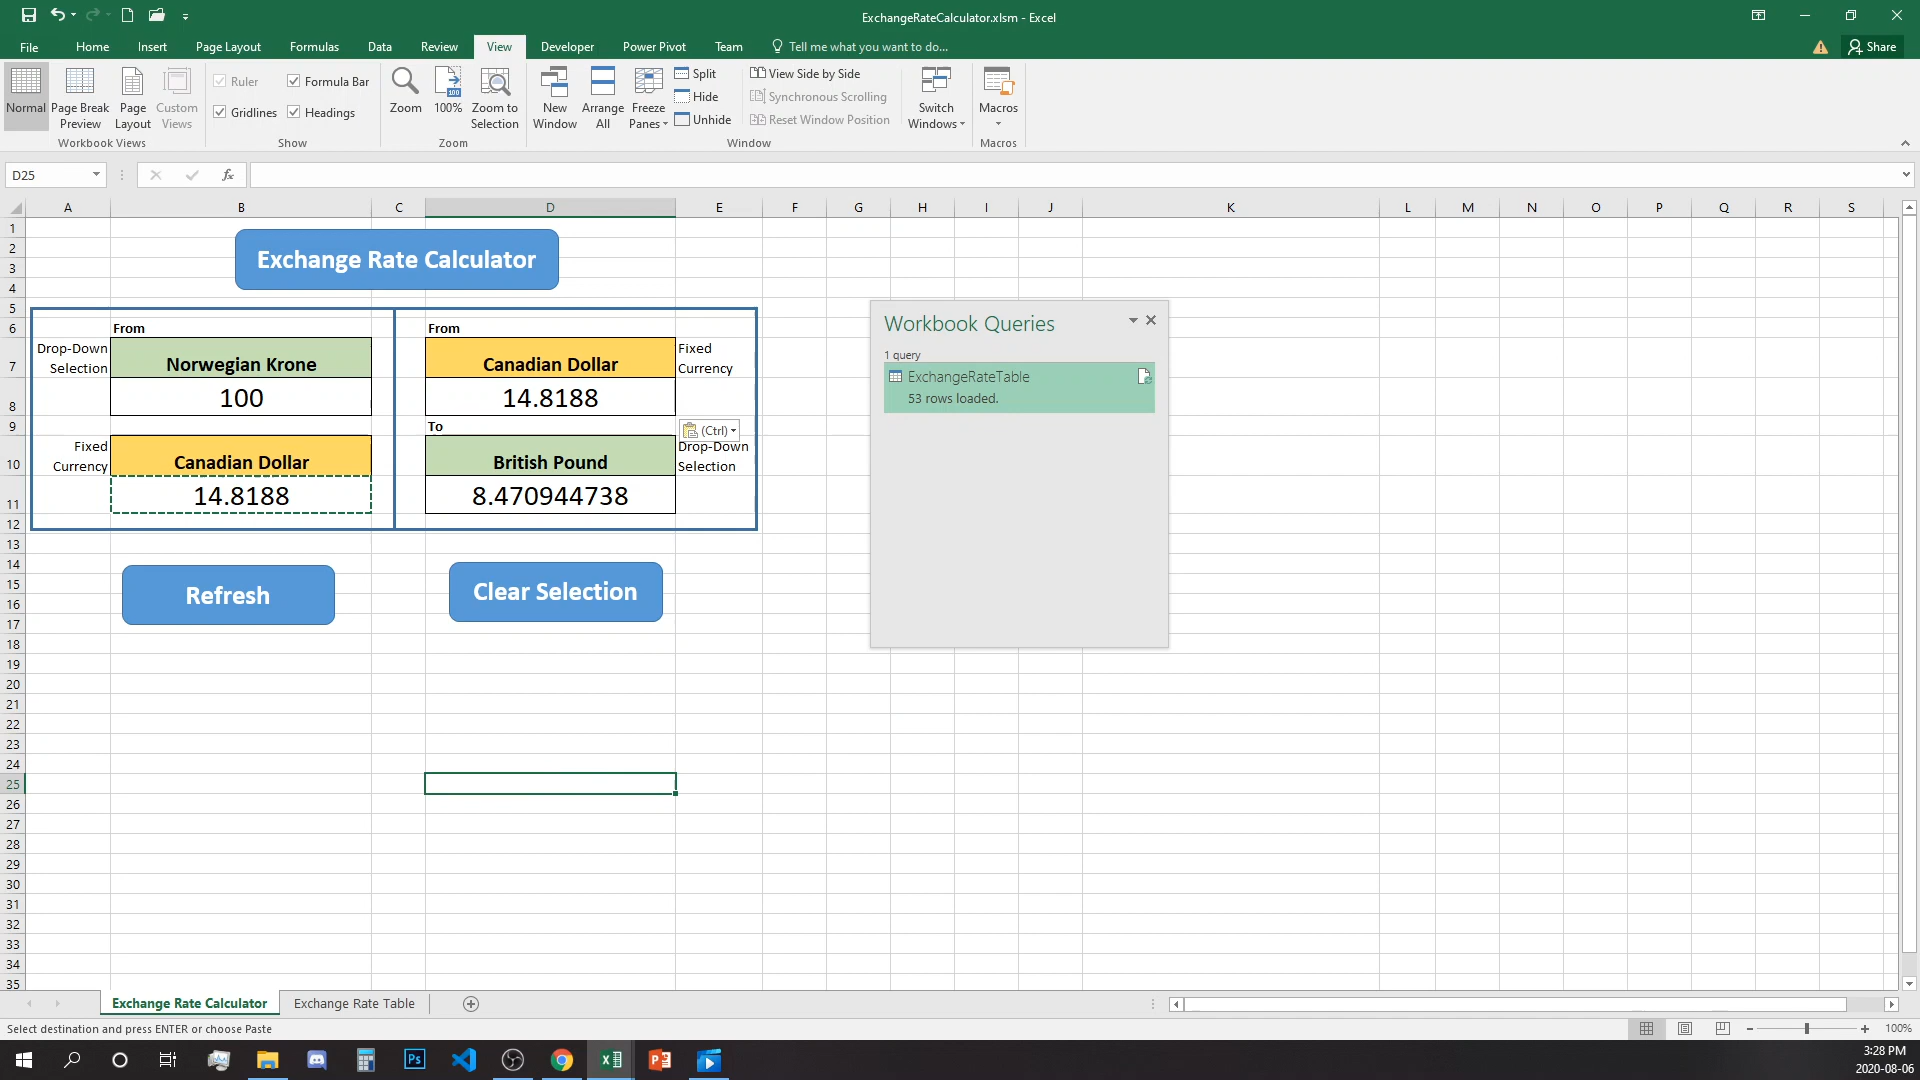 ExchangeRateCalculator.xlsm - Excel
File Home Insert Page Layout Formulas Data Review View Developer Power Pivot Team Tell me what you want to do... Share
Normal
Page Break Preview
Page Layout
Custom Views
Workbook Views
Ruler
Formula Bar
Gridlines
Headings
Show
Zoom
100
100%
Zoom to Selection
Zoom
New Window
Arrange All
Freeze Panes
Split
Hide
Unhide
View Side by Side
Synchronous Scrolling
Reset Window Position
Window
Switch Windows
Macros
Macros
D25
fx
A B C D E F G H I J K L M N O P Q R S
1
2
3
4
5
6
7
8
9
10
11
12
13
14
15
16
17
18
19
20
21
22
23
24
25
26
27
28
29
30
31
32
33
34
35
Exchange Rate Calculator
From
Drop-Down
Selection
Norwegian Krone
100
Fixed
Currency
Canadian Dollar
14.8188
From
Canadian Dollar
Fixed
Currency
14.8188
To
(Ctrl)
British Pound
Drop-Down
Selection
8.470944738
Refresh
Clear Selection
Workbook Queries
1 query
ExchangeRateTable
53 rows loaded.
Exchange Rate Calculator Exchange Rate Table
Select destination and press ENTER or choose Paste
100%
Ps
3:28 PM
2020-08-06